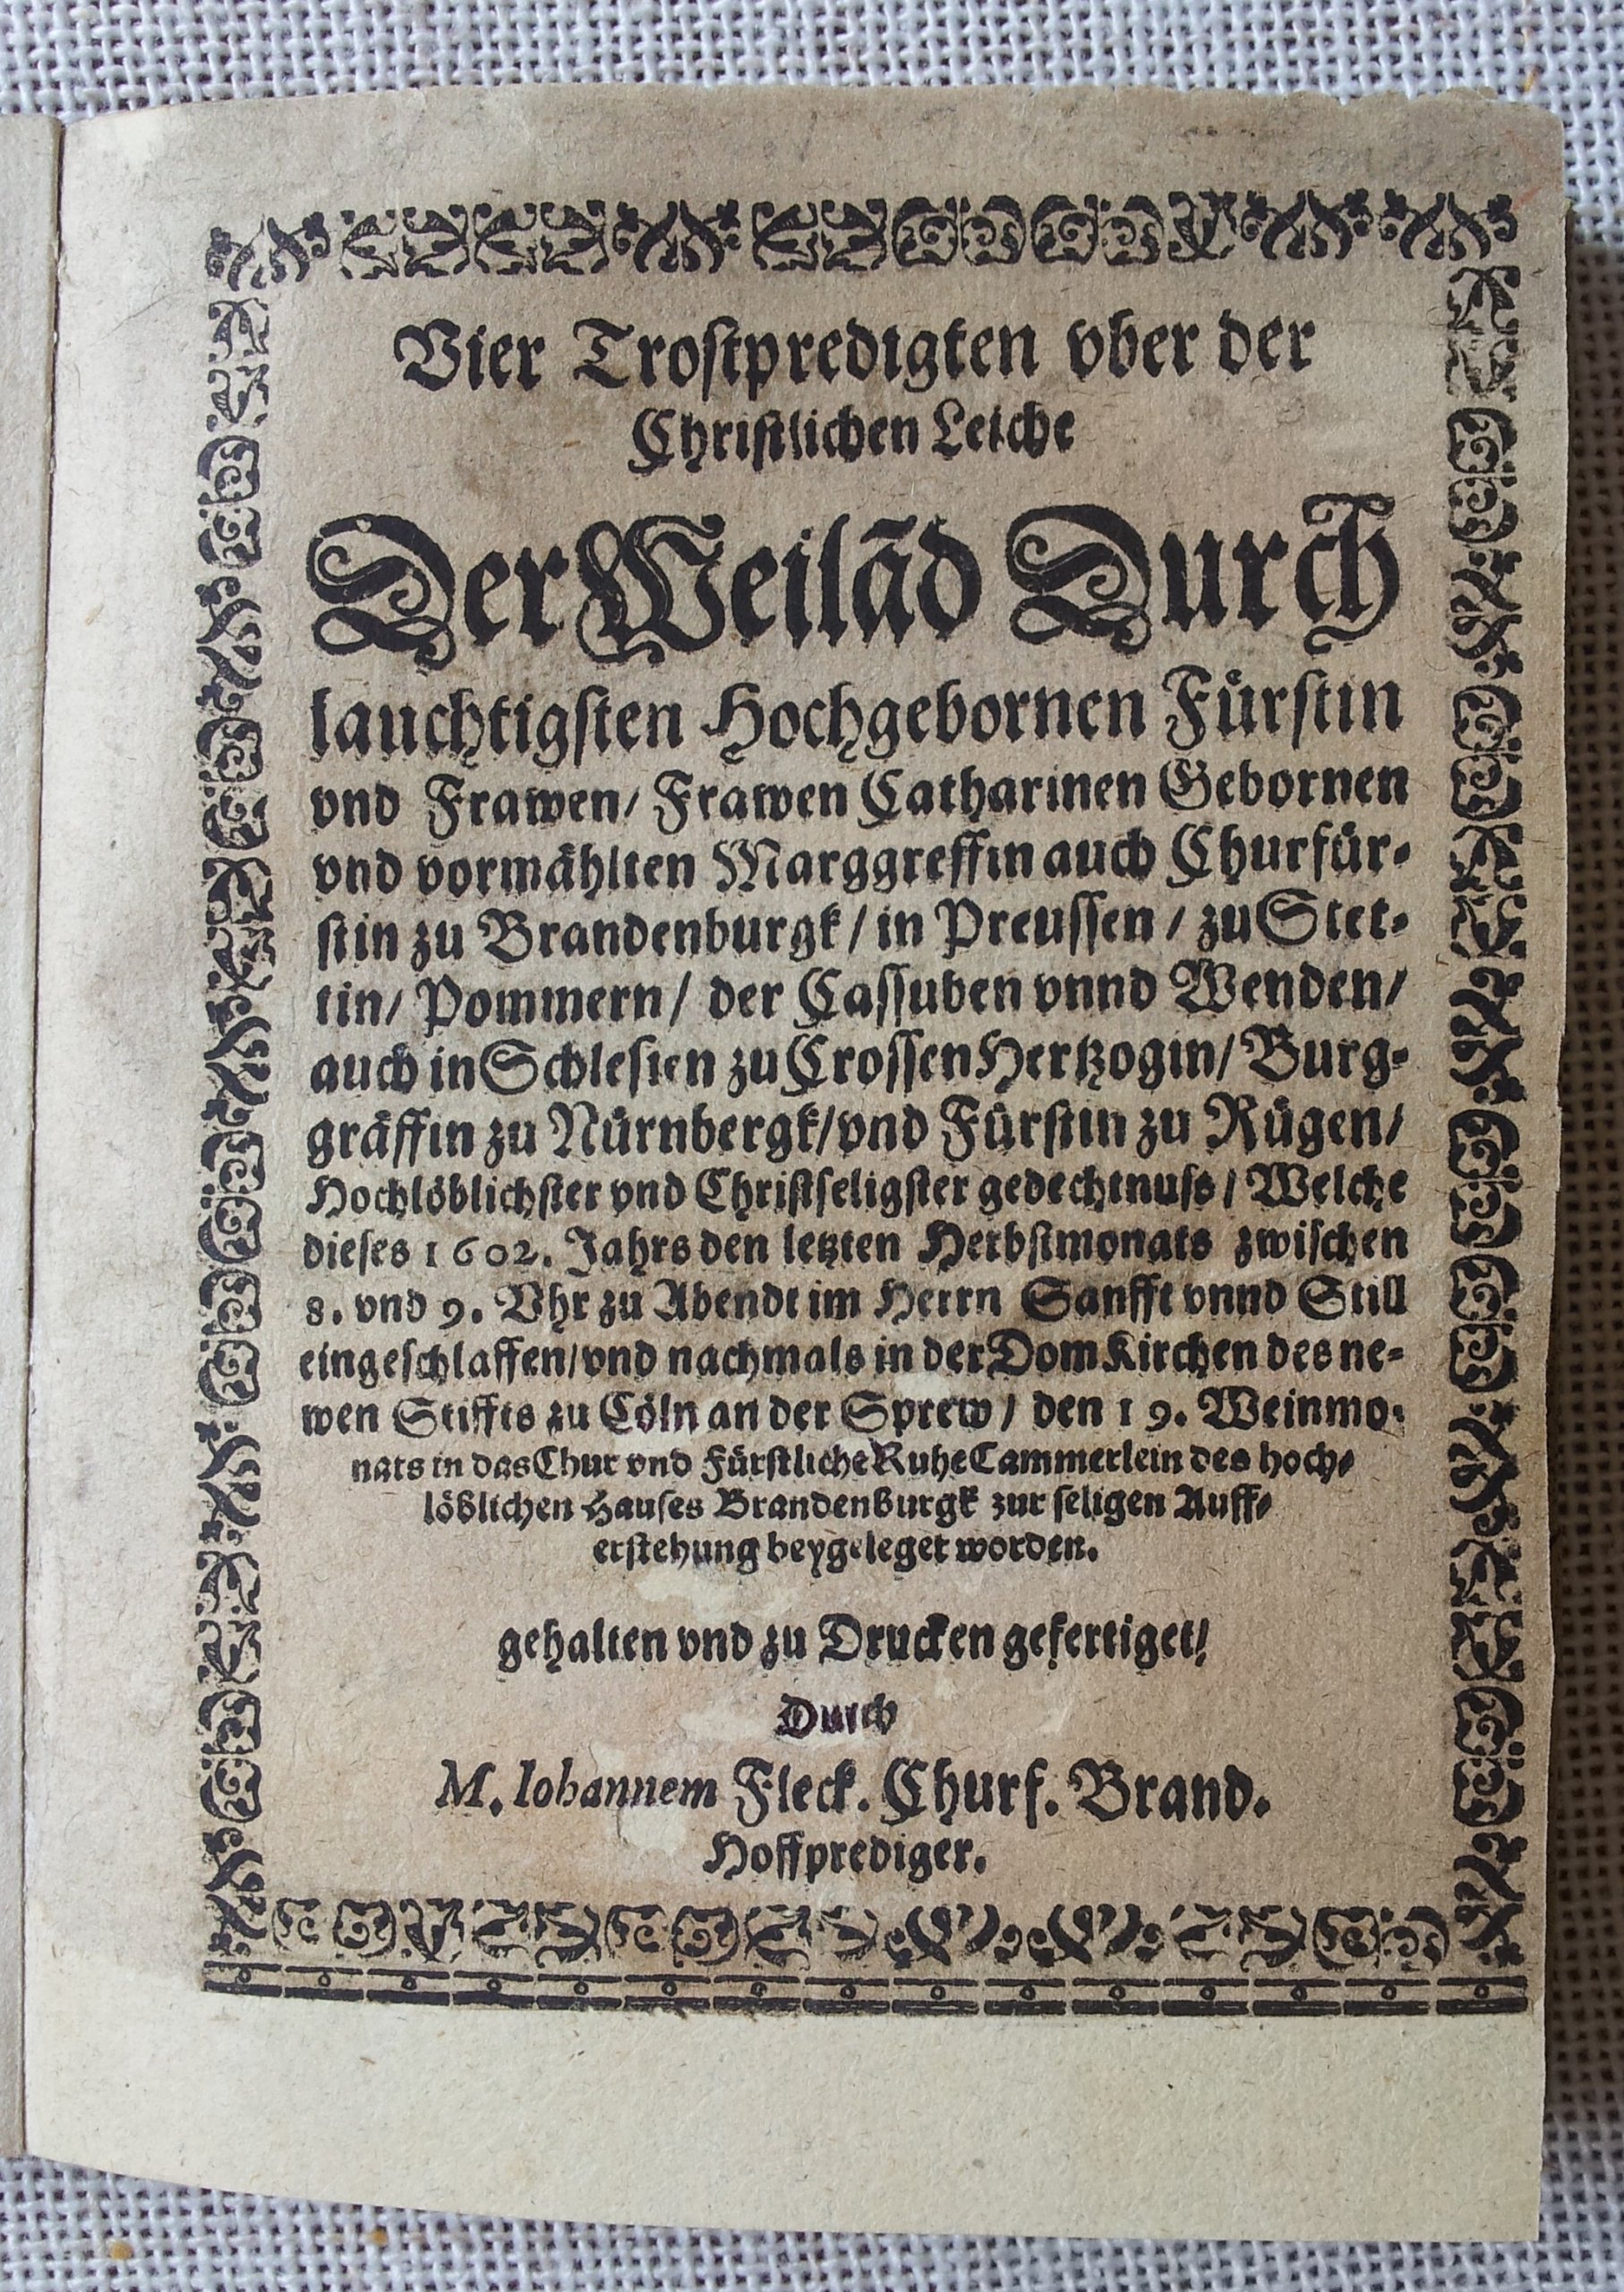 Vier Trostpredigten vber der
Christlichen Leiche
Der Weilãd Durch
lauchtigsten Hochgebornen Fürstin
vnd Frawen/ Frawen Catharinen Gebornen
vnd vormählten Marggreffin auch Churfür-
stin zu Brandenburgk/ in Preussen/ zu Stet-
tin/ Pommern/ der Cassuben vnnd Wenden/
auch in Schlesien zu Crossen Hertzogin/ Burg-
gräffin zu Nürnbergk/ vnd Fürstin zu Rügen/
Hochlöblichster vnd Christseligster gedechtnuss/ Welche
dieses 1602. Jahrs den letzten Herbstmonats zwischen
8. vnd 9. Vhr zu Abendt im Herrn Sanfft vnnd Still
eingeschlaffen/ vnd nachmals in der Dom Kirchen des ne-
wen Stiffts zu Cöln an der Sprew/ den 19. Weinmo-
nats in das Chur vnd Fürstliche Ruhe Cammerlein des hoch-
löblichen Hauses Brandenburgk zur seligen Auff-
erstehung beygeleget worden.
gehalten vnd zu Drucken gefertiget/
Durch
M. Iohannem Fleck. Churf. Brand.
Hoffprediger.